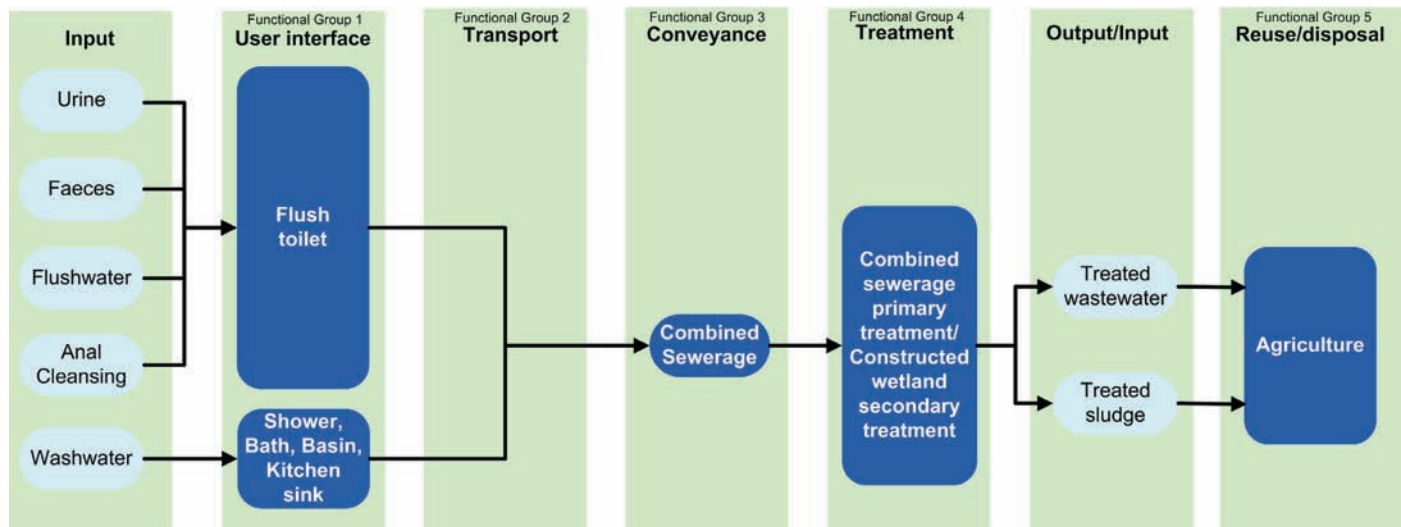 Input
Functional Group 1
User interface
Functional Group 2
Transport
Functional Group 3
Conveyance
Functional Group 4
Treatment
Output/Input
Functional Group 5
Reuse/disposal
Urine
Faeces
Flushwater
Anal
Cleansing
Washwater
Flush
toilet
Shower,
Bath, Basin,
Kitchen
sink
Combined
Sewerage
Combined
sewerage
primary
treatment/
Constructed
wetland
secondary
treatment
Treated
wastewater
Treated
sludge
Agriculture